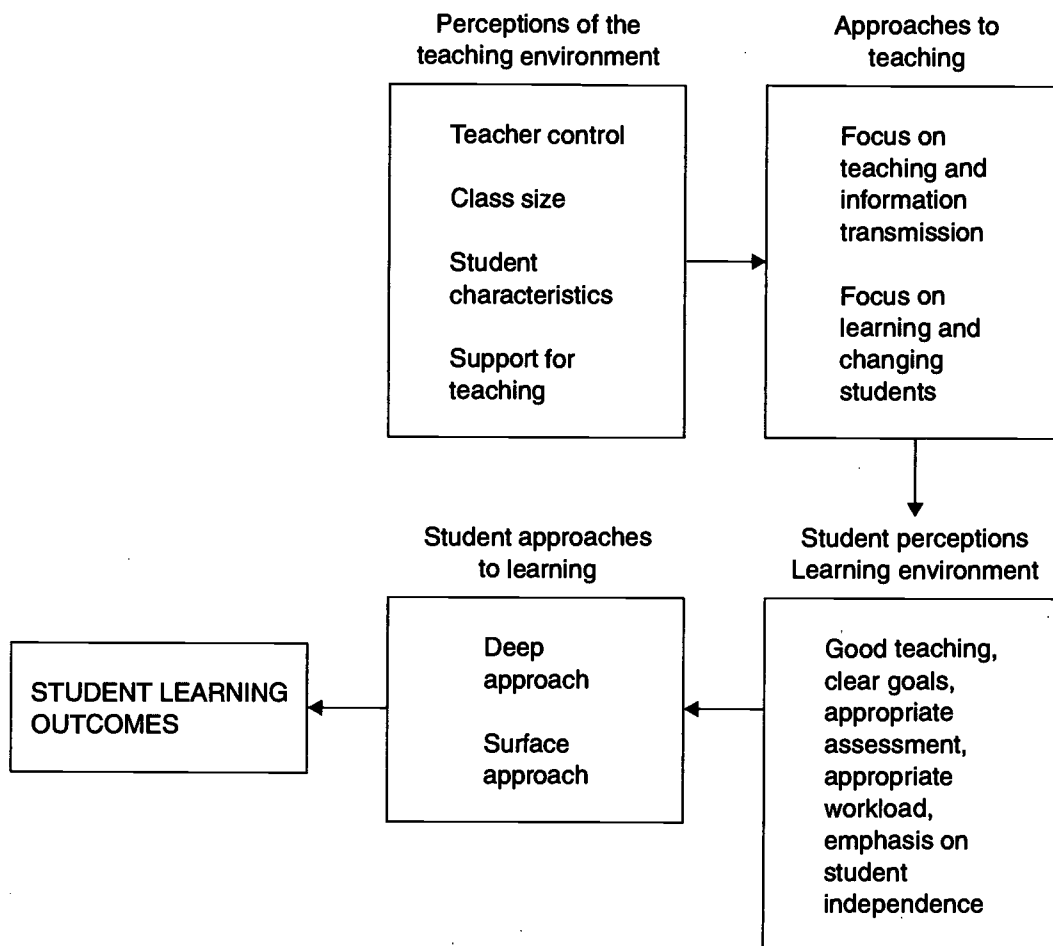 Perceptions of the
teaching environment
Teacher control
Class size
Student
characteristics
Support for
teaching
Approaches to
teaching
Focus on
teaching and
information
transmission
Focus on
learning and
changing
students
Student perceptions
Learning environment
Good teaching,
clear goals,
appropriate
assessment,
appropriate
workload,
emphasis on
student
independence
Student approaches
to learning
Deep
approach
Surface
approach
STUDENT LEARNING
OUTCOMES